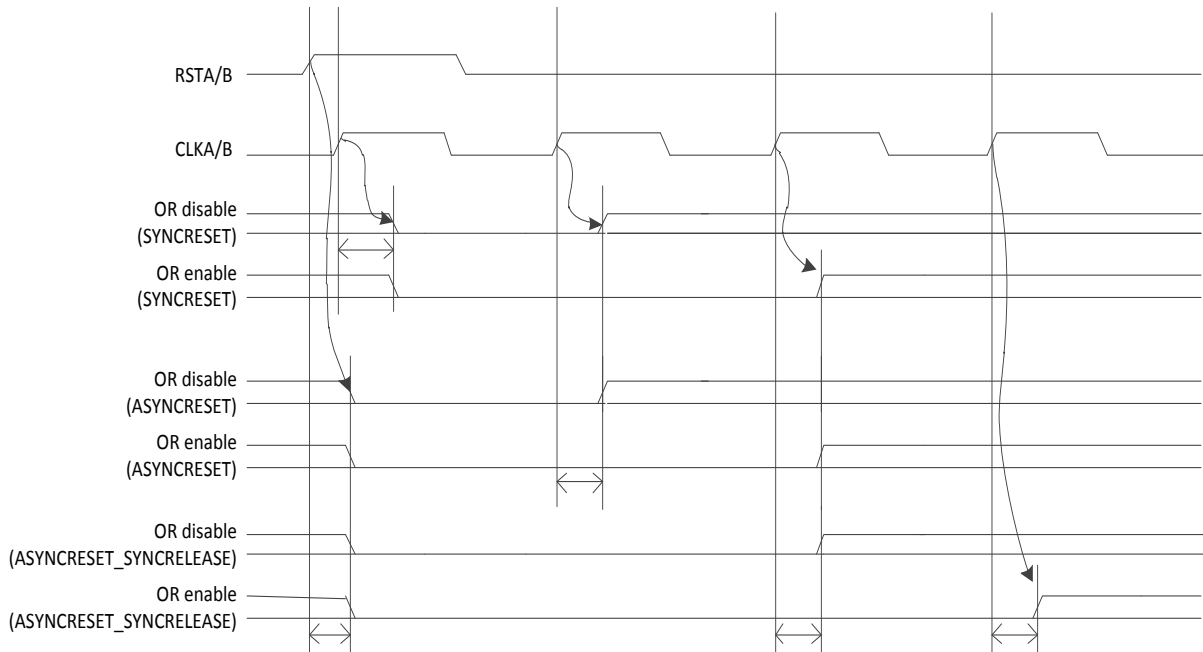 RSTA/B
CLKA/B
OR disable
(SYNCRESET)
OR enable
(SYNCRESET)
OR disable
(ASYNCRESET)
OR enable
(ASYNCRESET)
OR disable
(ASYNCRESET_SYNCRELEASE)
OR enable
(ASYNCRESET_SYNCRELEASE)